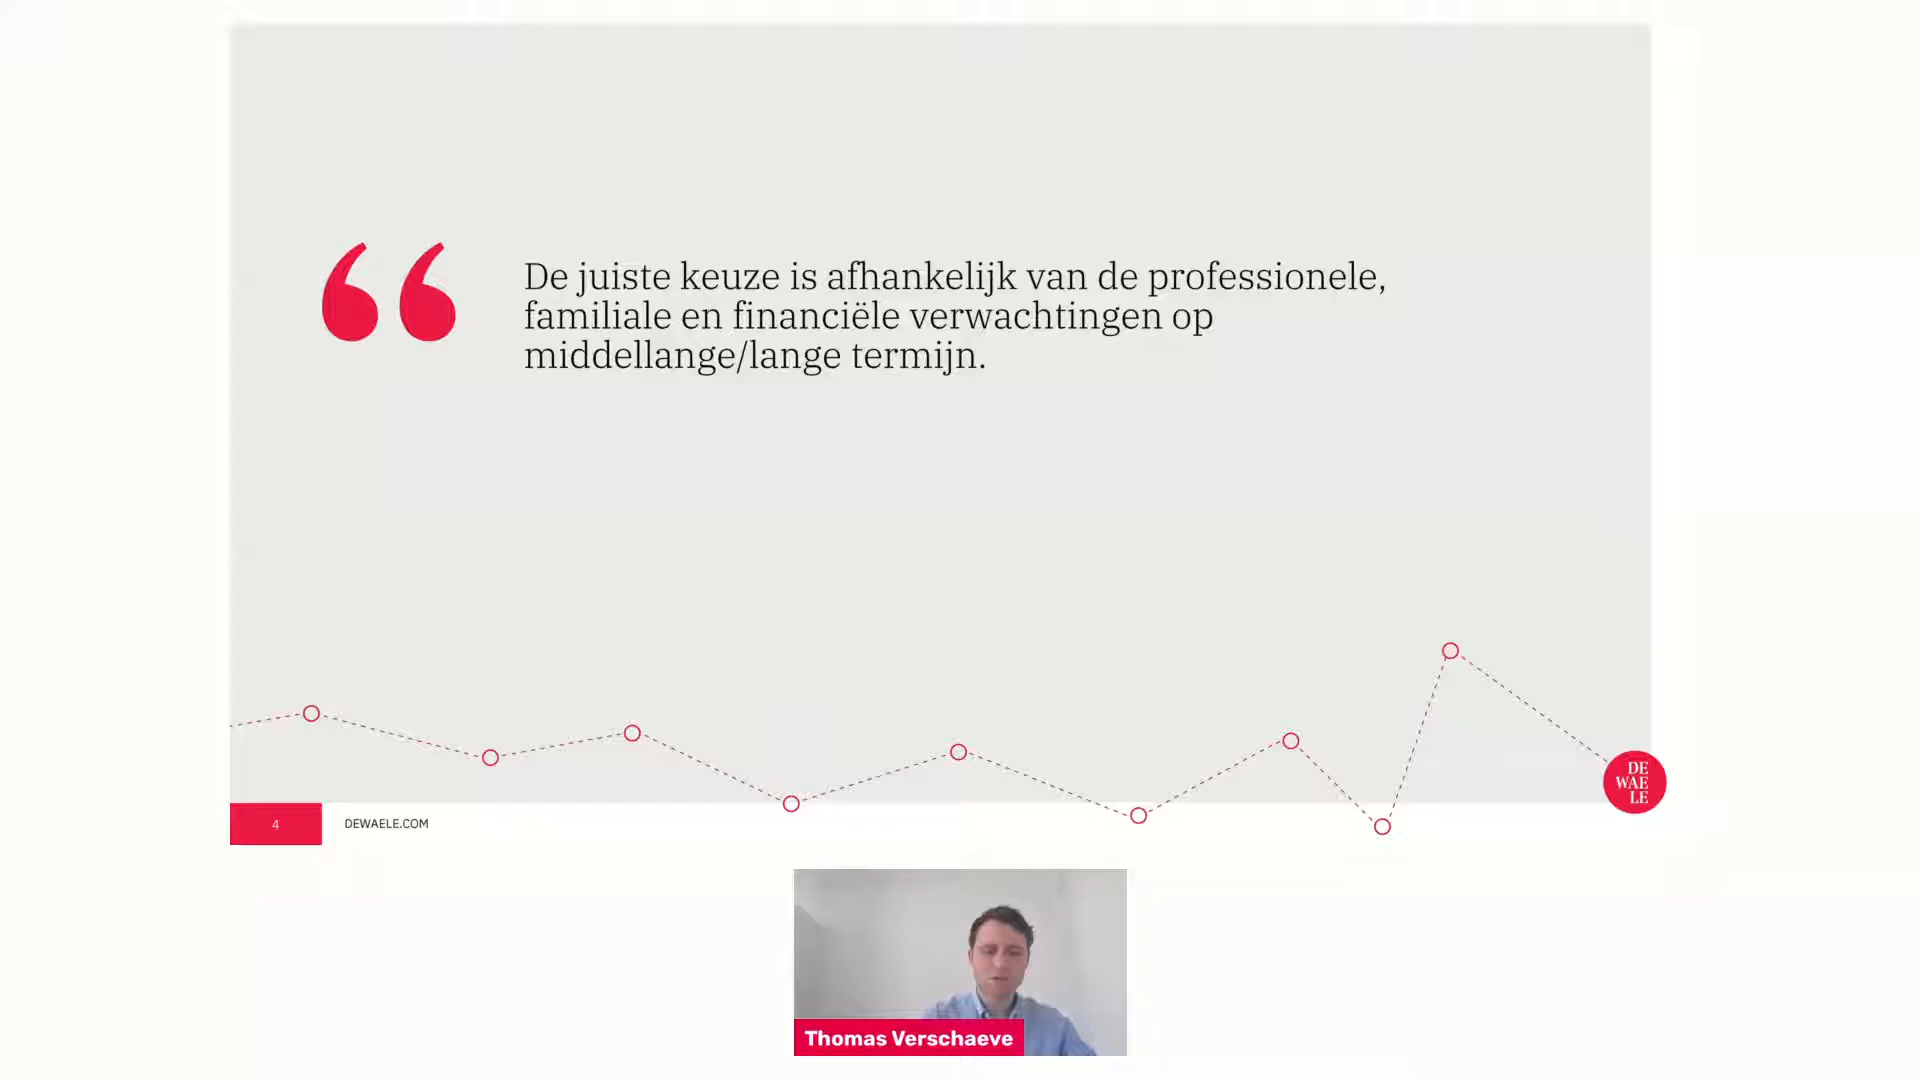 De juiste keuze is afhankelijk van de professionele,
familiale en financiële verwachtingen op
middellange/lange termijn.
DE
WAE
LE
4
DEWAELE.COM
Thomas Verschaeve